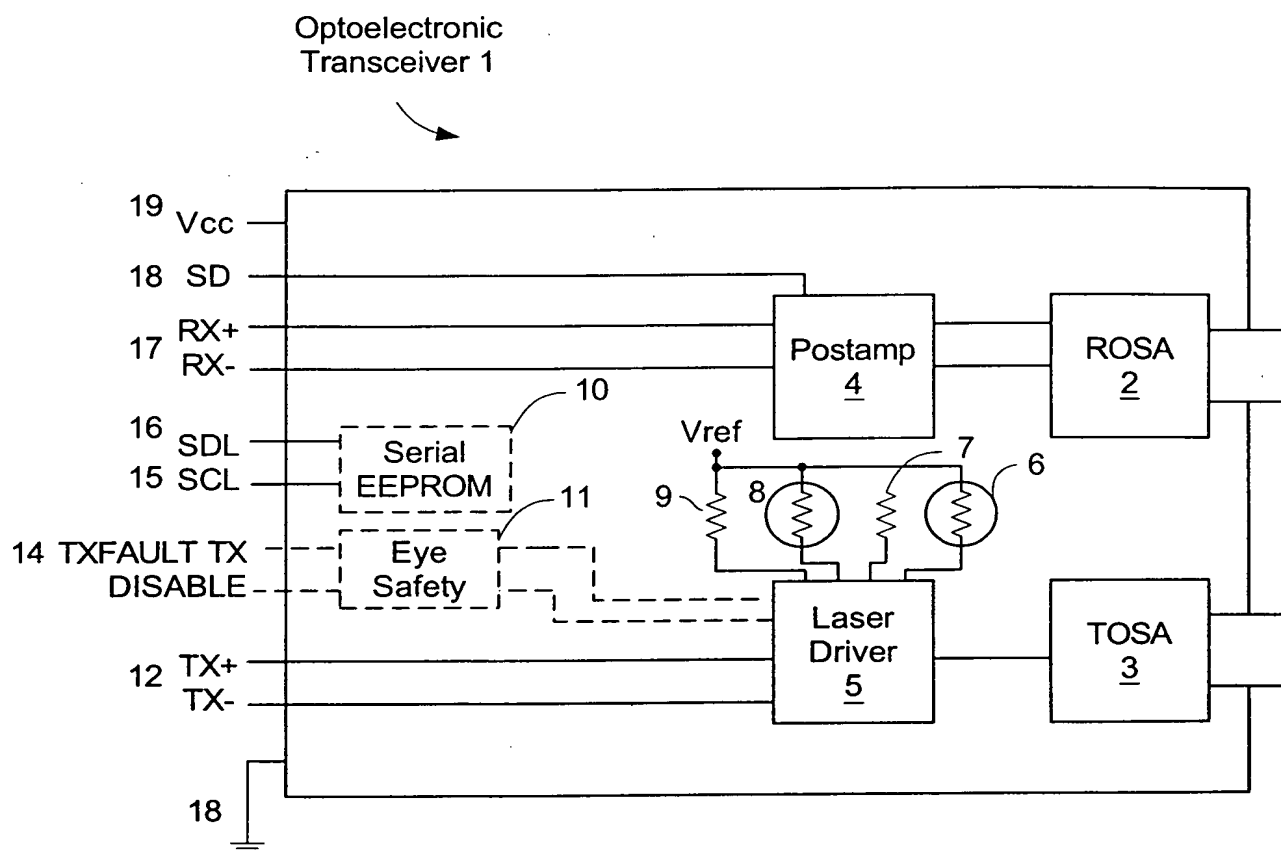 Optoelectronic
Transceiver 1
19
Vcc
18 SD
17
RX+
RX-
Postamp
4
ROSA
2
16
SDL
15 SCL
10
Serial
EEPROM
Vref
9
8
7
6
11
14 TXFAULT TX
DISABLE
Eye
Safety
Laser
Driver
5
TOSA
3
12
TX+
TX-
18